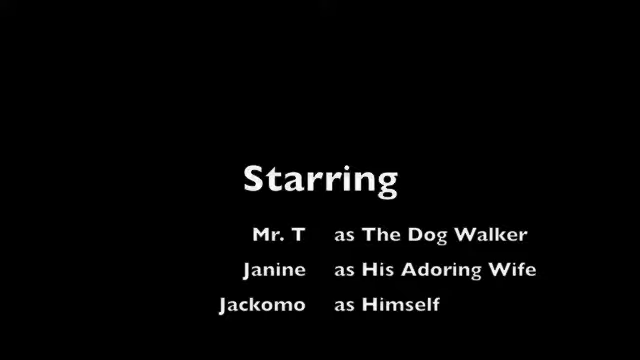 Starring
Mr. T as The Dog Walker
Janine as His Adoring Wife
Jackomo as Himself